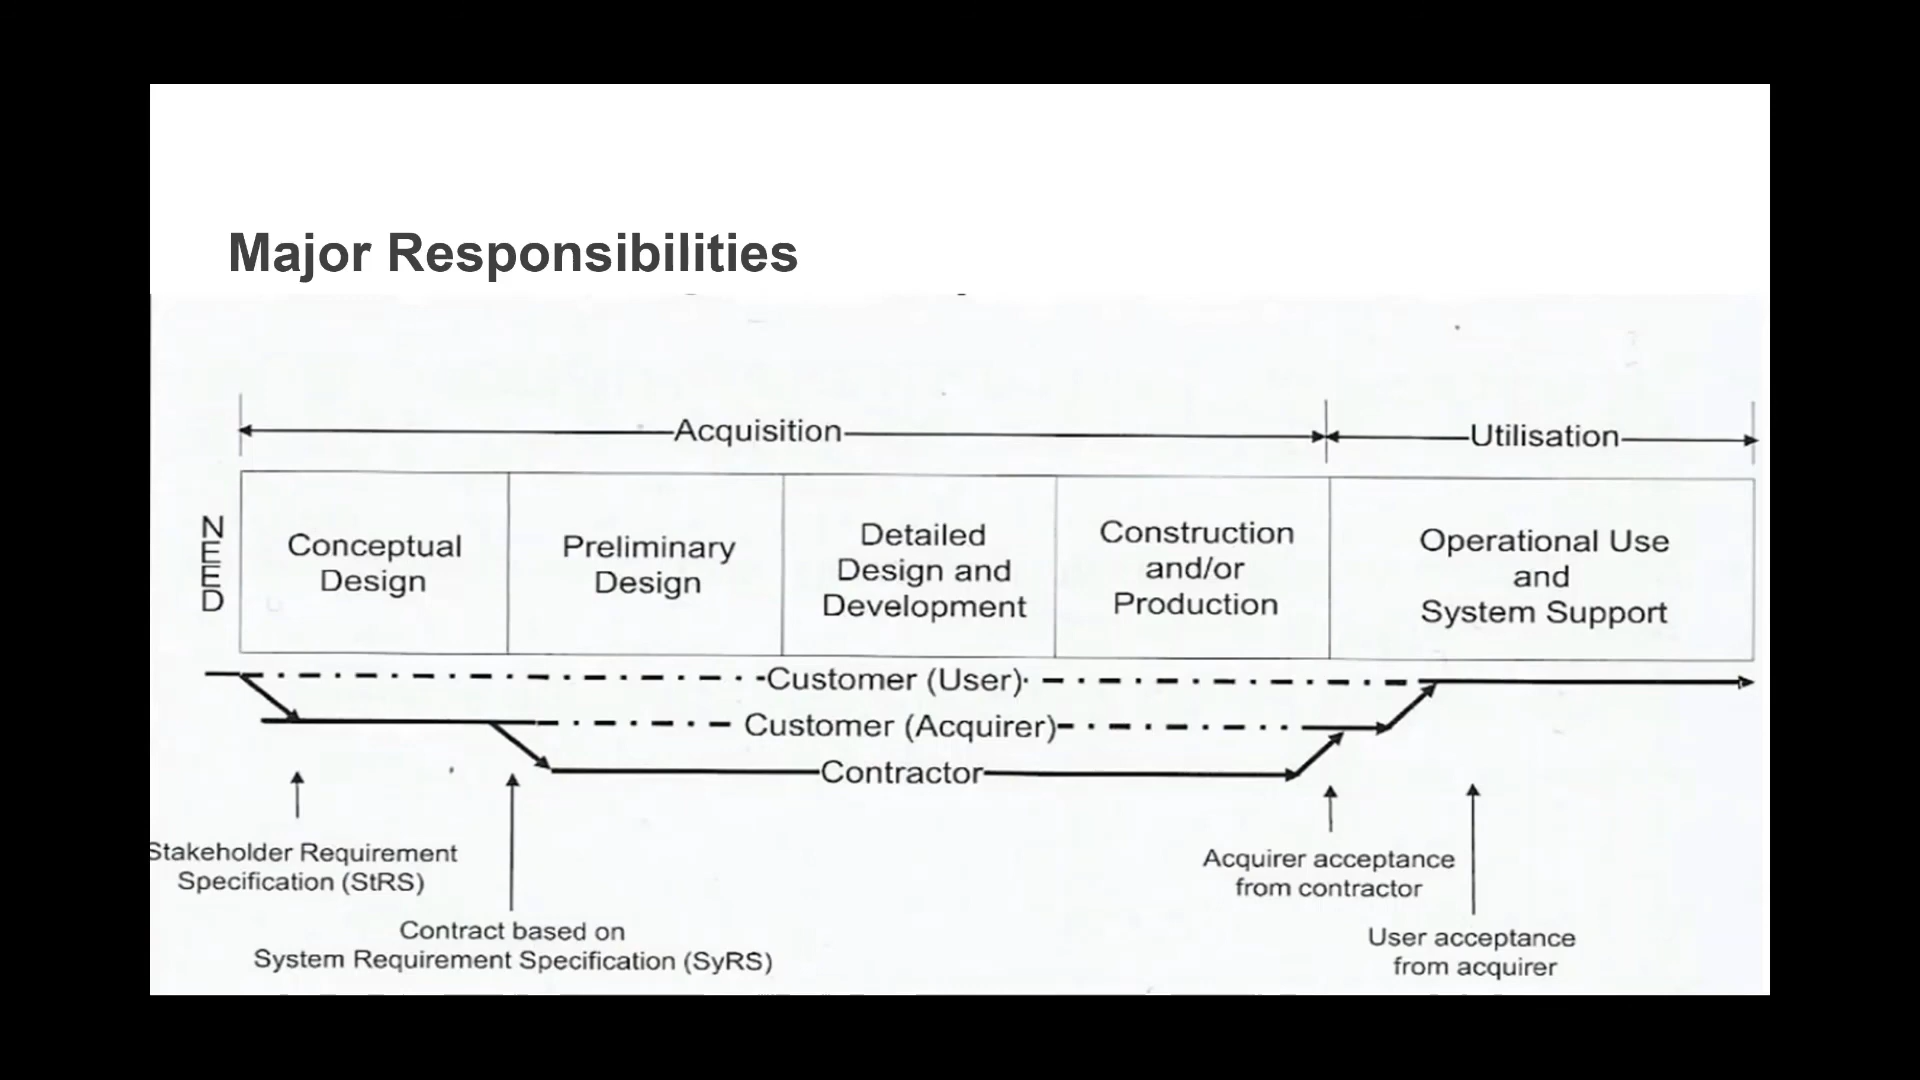 Major Responsibilities
Acquisition
Utilisation
NEED
Conceptual
Design
Preliminary
Design
Detailed
Design and
Development
Construction
and/or
Production
Operational Use
and
System Support
Customer (User)
Customer (Acquirer)
Contractor
Stakeholder Requirement
Specification (StRS)
Contract based on
System Requirement Specification (SyRS)
Acquirer acceptance
from contractor
User acceptance
from acquirer